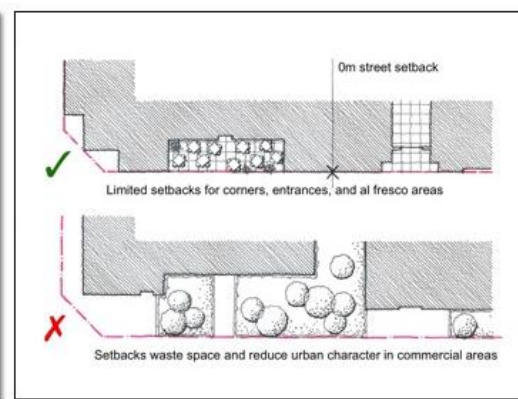 0m street setback
Limited setbacks for corners, entrances, and al fresco areas
Setbacks waste space and reduce urban character in commercial areas